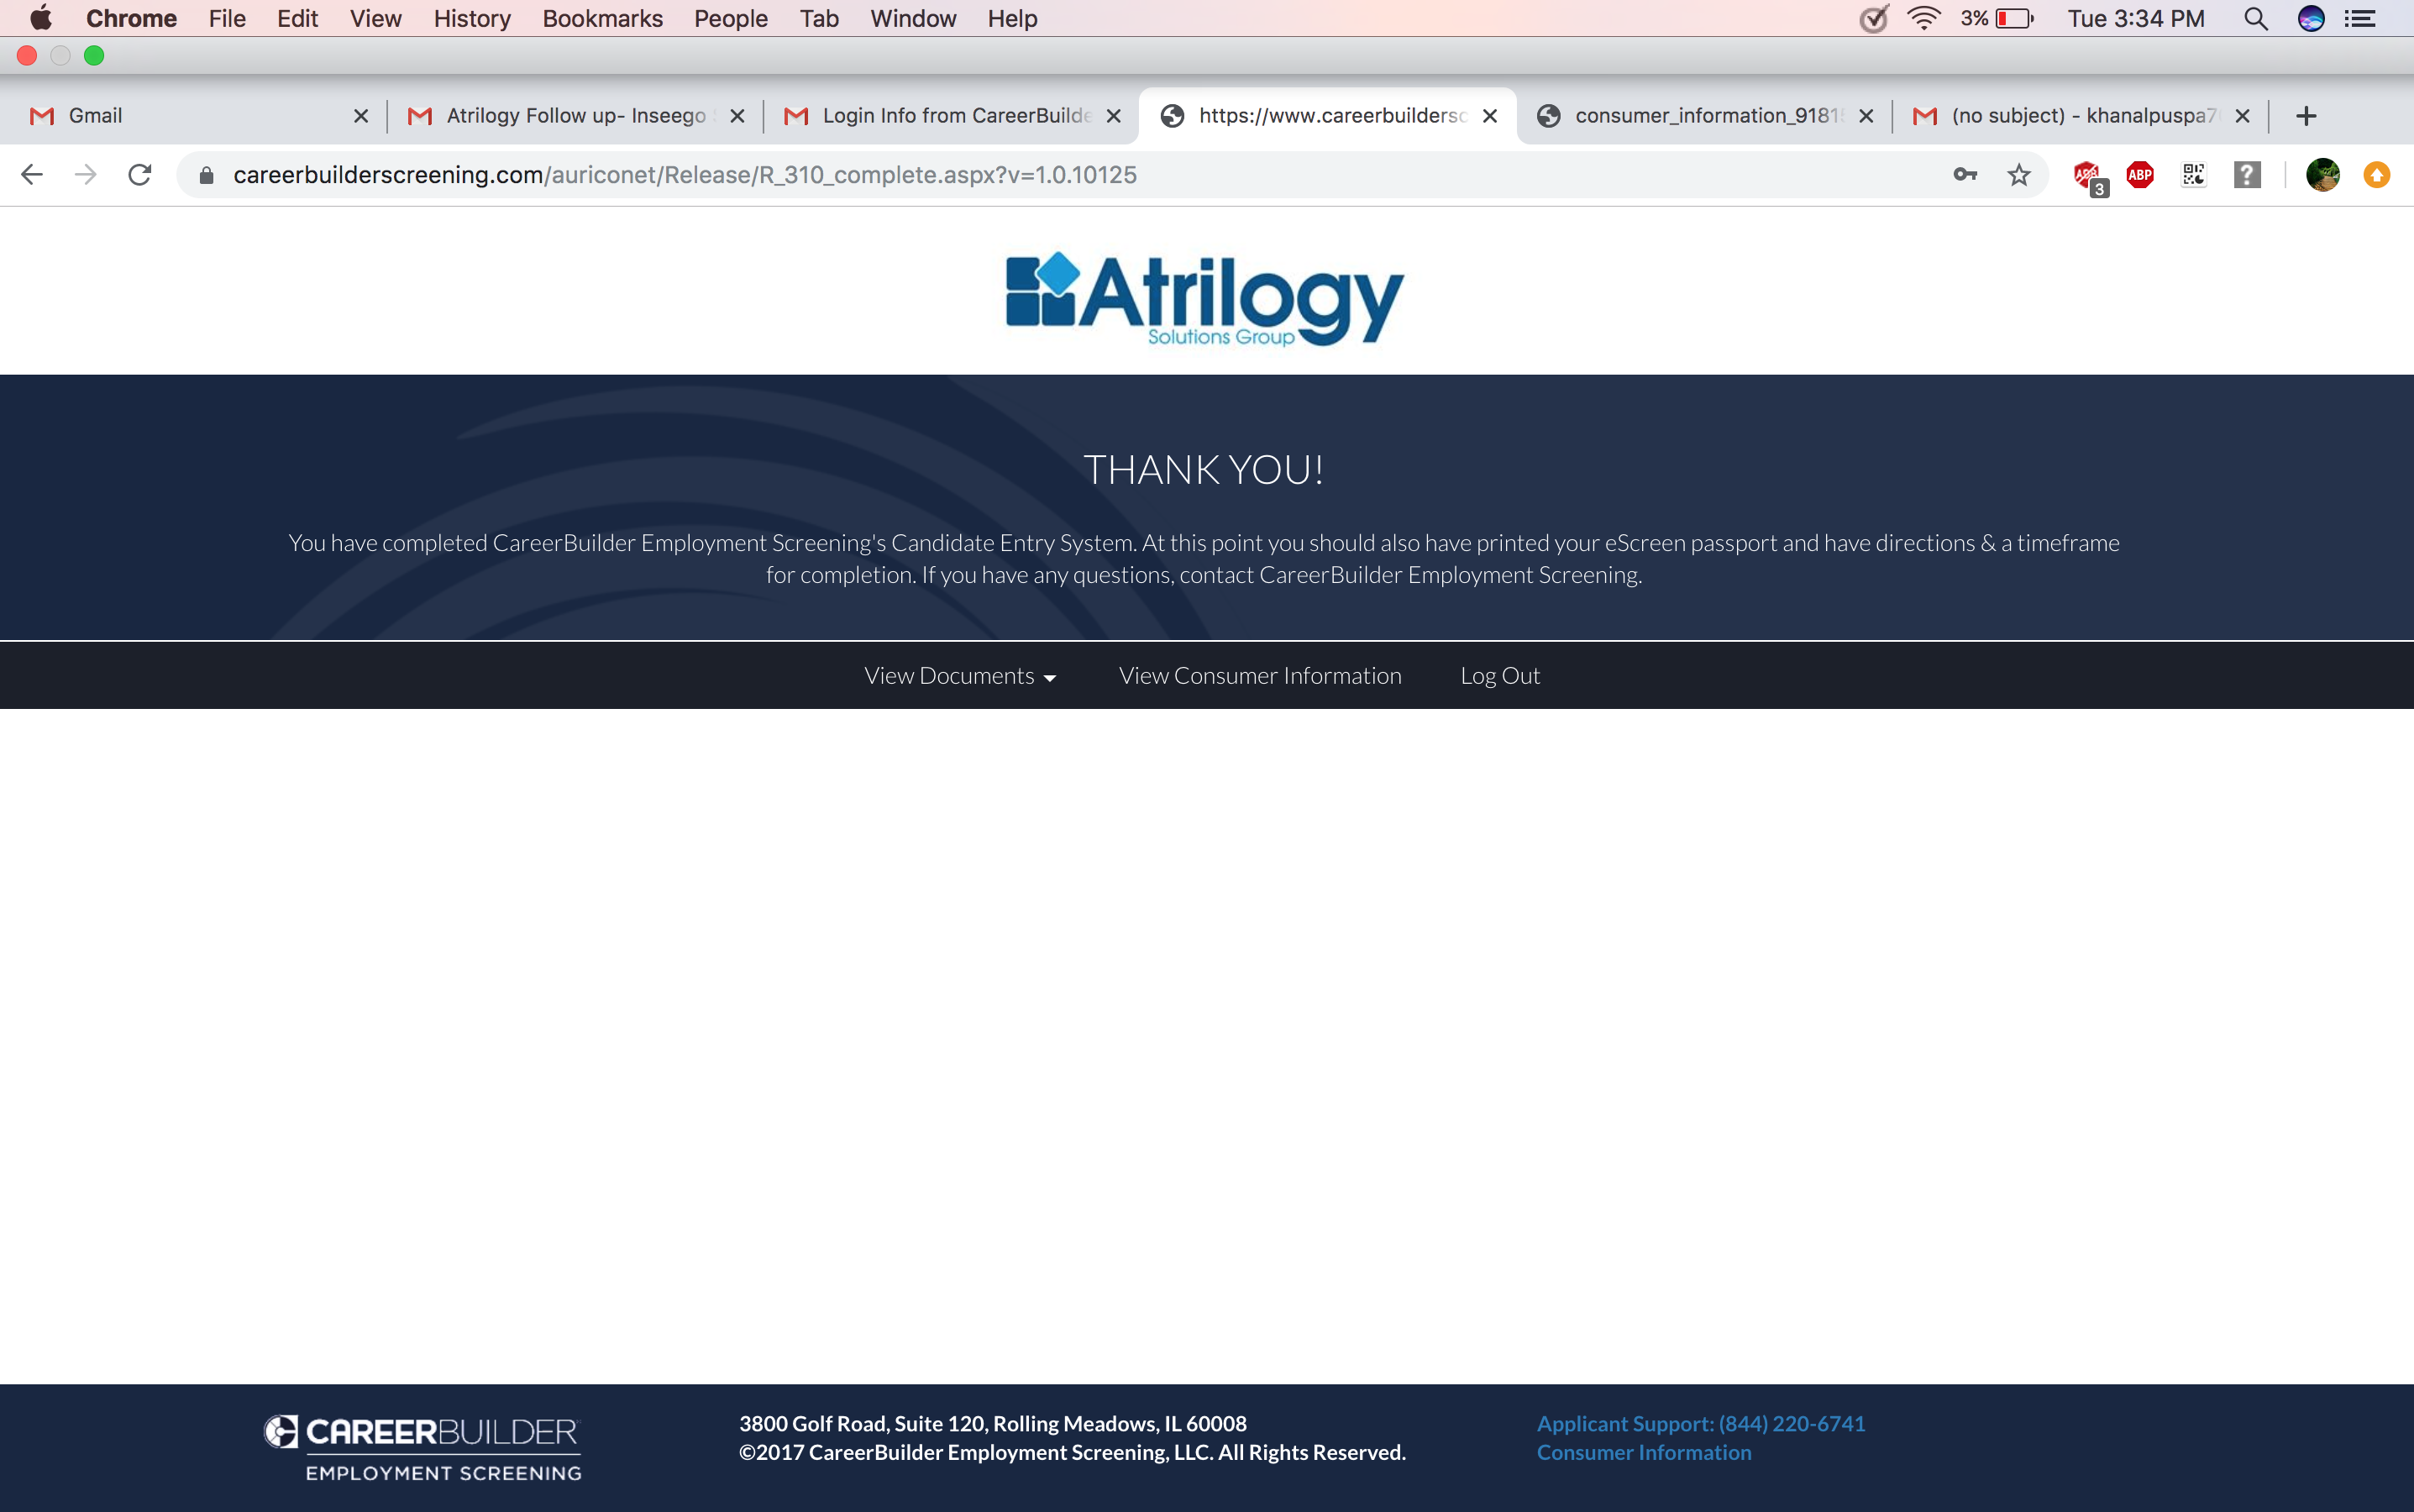 Chrome File Edit View History Bookmarks People Tab Window Help 3% Tue 3:34 PM
Gmail Atrilogy Follow up- Inseego Login Info from CareerBuilde https://www.careerbuildersc consumer_information_9181 (no subject) - khanalpuspa7
careerbuilderscreening.com/auriconet/Release/R_310_complete.aspx?v=1.0.10125 3 ABP ?
Atrilogy
Solutions Group
THANK YOU!
You have completed CareerBuilder Employment Screening's Candidate Entry System. At this point you should also have printed your eScreen passport and have directions & a timeframe
for completion. If you have any questions, contact CareerBuilder Employment Screening.
View Documents View Consumer Information Log Out
CAREERBUILDER
EMPLOYMENT SCREENING
3800 Golf Road, Suite 120, Rolling Meadows, IL 60008
©2017 CareerBuilder Employment Screening, LLC. All Rights Reserved.
Applicant Support: (844) 220-6741
Consumer Information